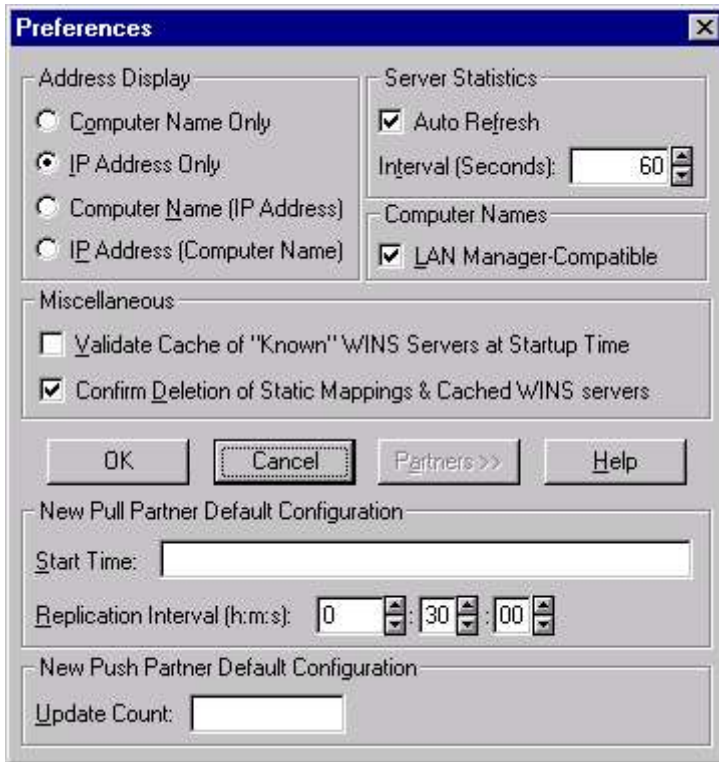 Preferences
Address Display
Computer Name Only
IP Address Only
Computer Name (IP Address)
IP Address (Computer Name)
Server Statistics
Auto Refresh
Interval (Seconds): 60
Computer Names
LAN Manager-Compatible
Miscellaneous
Validate Cache of "Known" WINS Servers at Startup Time
Confirm Deletion of Static Mappings & Cached WINS servers
OK Cancel Partners >> Help
New Pull Partner Default Configuration
Start Time:
Replication Interval (h:m:s): 0 : 30 : 00
New Push Partner Default Configuration
Update Count: